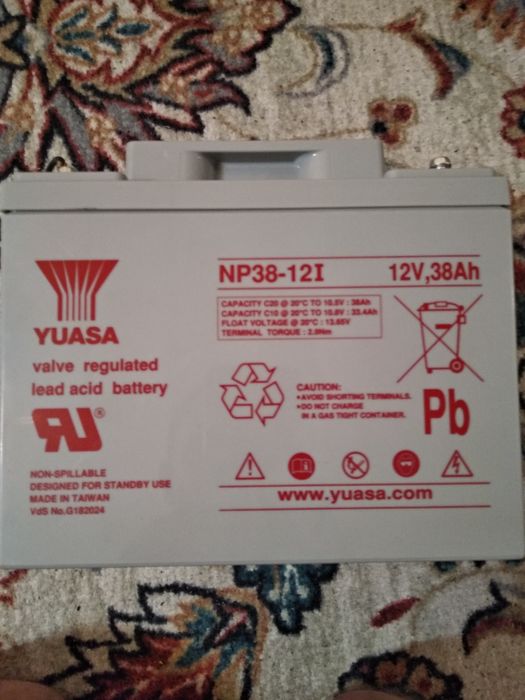 NP38-12I 12V,38Ah
CAPACITY C20 @ 20°C TO 10.5V : 38Ah
CAPACITY C10 @ 20°C TO 10.8V : 33.4Ah
FLOAT VOLTAGE @ 20°C : 13.65V
TERMINAL TORQUE : 2.9Nm
YUASA
valve regulated
lead acid battery
CAUTION:
•AVOID SHORTING TERMINALS.
•DO NOT CHARGE
IN A GAS TIGHT CONTAINER.
Pb
NON-SPILLABLE
DESIGNED FOR STANDBY USE
MADE IN TAIWAN
VdS No.G182024
www.yuasa.com